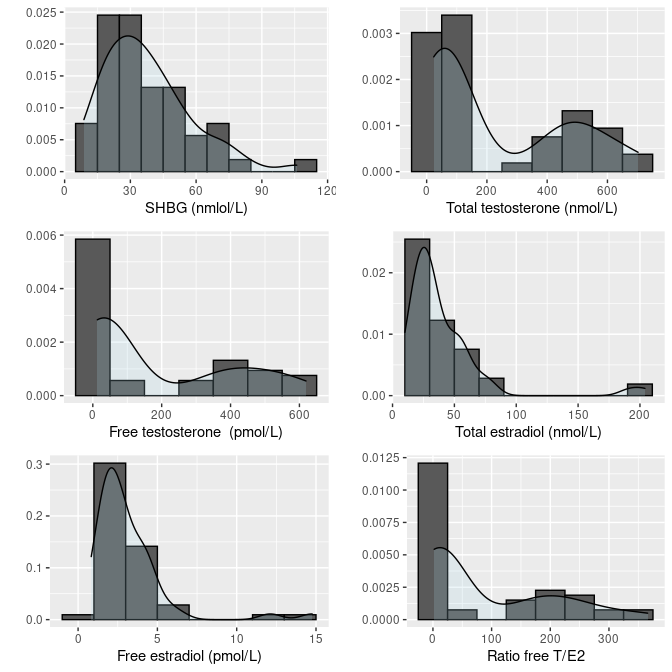 0.025
0.020
0.015
0.010
0.005
0.000
0 30 60 90 120
SHBG (nmlol/L)
0.003
0.002
0.001
0.000
0 200 400 600
Total testosterone (nmol/L)
0.006
0.004
0.002
0.000
0 200 400 600
Free testosterone (pmol/L)
0.02
0.01
0.00
0 50 100 150 200
Total estradiol (nmol/L)
0.3
0.2
0.1
0.0
0 5 10 15
Free estradiol (pmol/L)
0.0125
0.0100
0.0075
0.0050
0.0025
0.0000
0 100 200 300
Ratio free T/E2